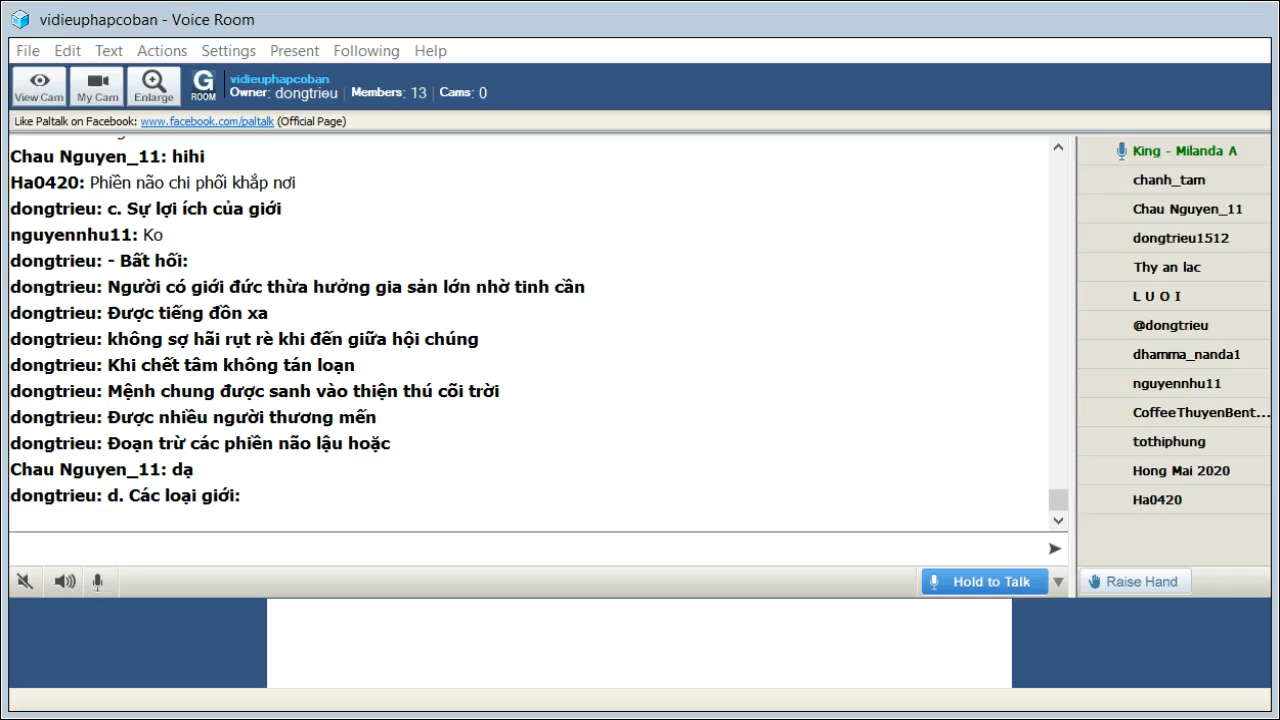 vidieuphapcoban - Voice Room
File Edit Text Actions Settings Present Following Help
View Cam My Cam Enlarge G ROOM
vidieuphapcoban
Owner: dongtrieu | Members: 13 | Cams: 0
Like Paltalk on Facebook: www.facebook.com/paltalk (Official Page)
Chau Nguyen_11: hihi
Ha0420: Phiền não chi phối khắp nơi
dongtrieu: c. Sự lợi ích của giới
nguyennhu11: Ko
dongtrieu: - Bất hối:
dongtrieu: Người có giới đức thừa hưởng gia sản lớn nhờ tinh cần
dongtrieu: Được tiếng đồn xa
dongtrieu: không sợ hãi rụt rè khi đến giữa hội chúng
dongtrieu: Khi chết tâm không tán loạn
dongtrieu: Mệnh chung được sanh vào thiện thú cõi trời
dongtrieu: Được nhiều người thương mến
dongtrieu: Đoạn trừ các phiền não lậu hoặc
Chau Nguyen_11: dạ
dongtrieu: d. Các loại giới:
King - Milanda A
chanh_tam
Chau Nguyen_11
dongtrieu1512
Thy an lac
L U O I
@dongtrieu
dhamma_nanda1
nguyennhu11
CoffeeThuyenBent...
tothiphung
Hong Mai 2020
Ha0420
Hold to Talk
Raise Hand